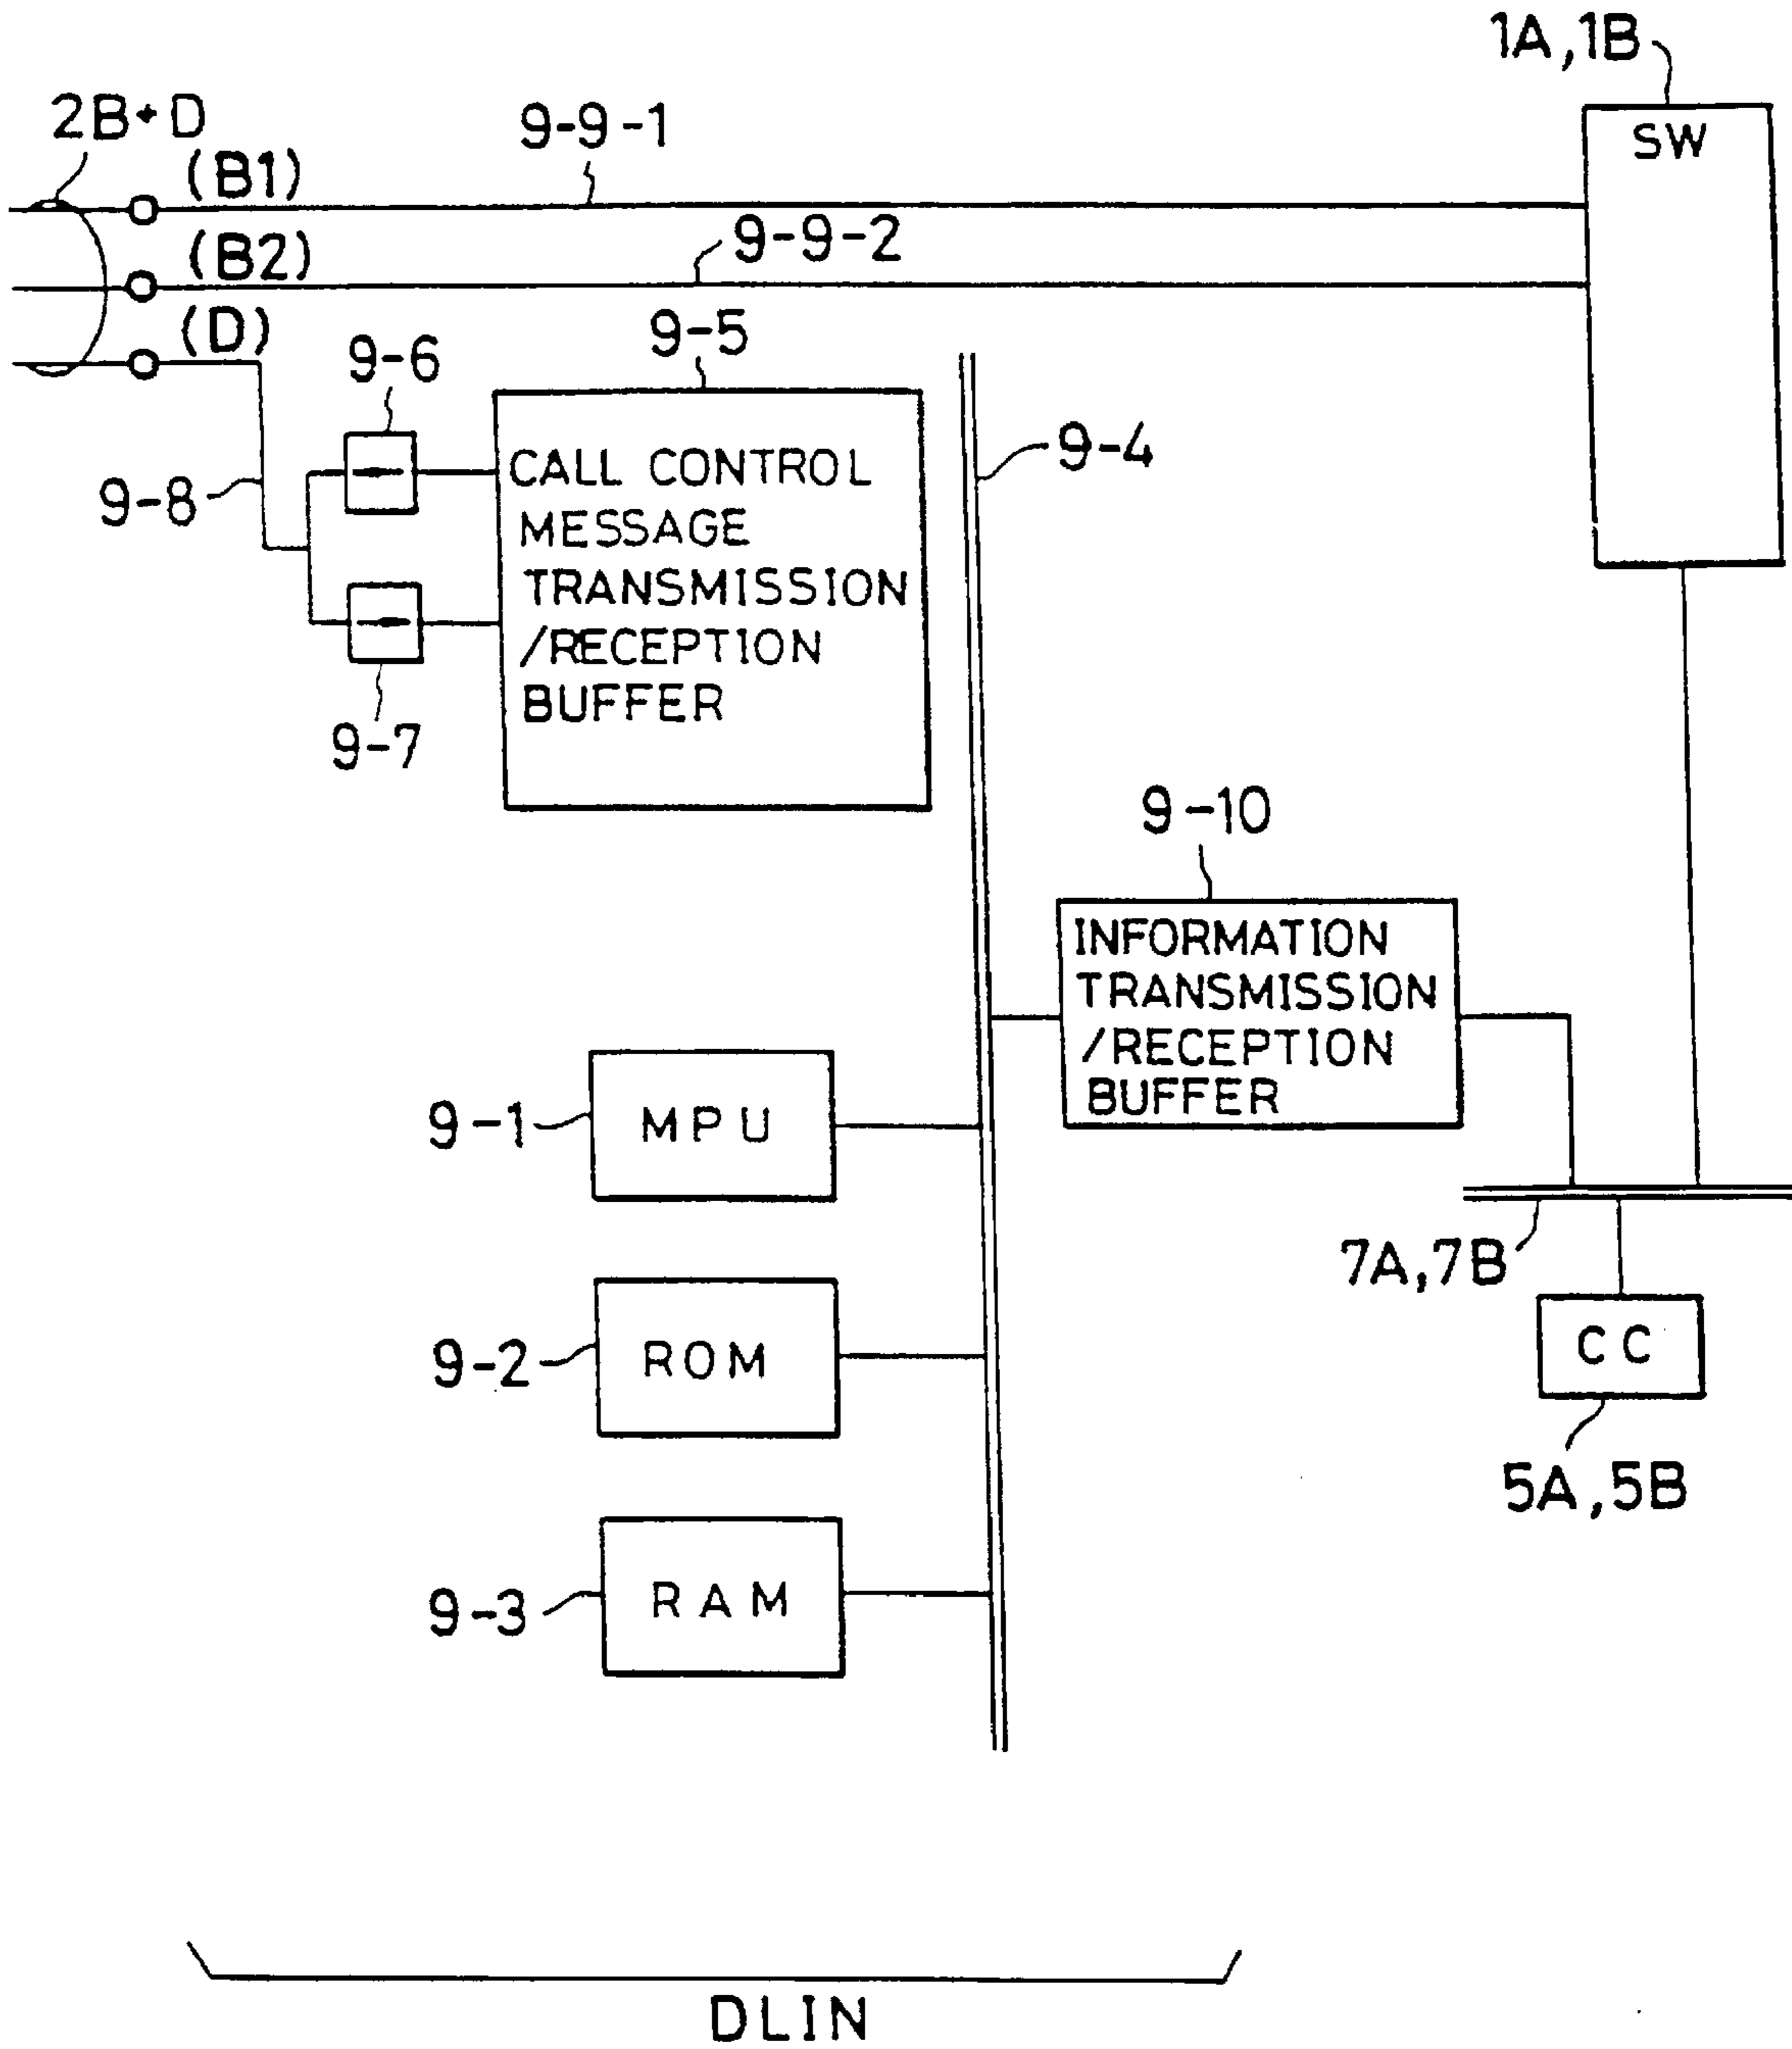 1A,1B
SW
2B+D
(B1)
9-9-1
(B2)
9-9-2
(D)
9-5
9-6
9-4
9-8
CALL CONTROL
MESSAGE
TRANSMISSION
/RECEPTION
BUFFER
9-7
9-10
INFORMATION
TRANSMISSION
/RECEPTION
BUFFER
9-1
MPU
7A,7B
9-2
ROM
CC
5A,5B
9-3
RAM
DLIN